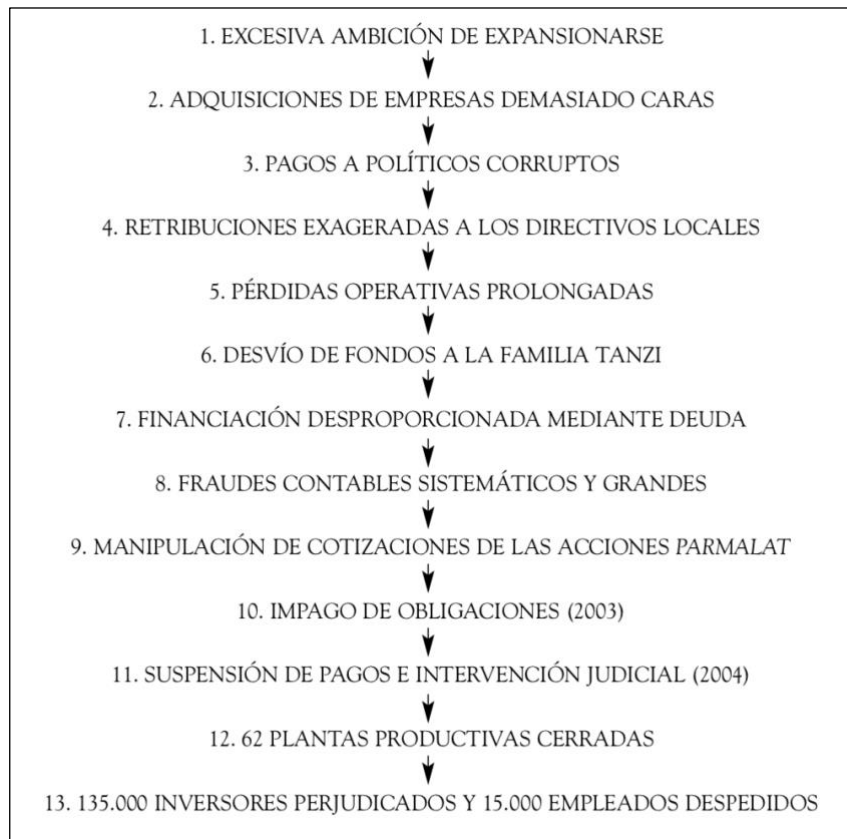 1. EXCESIVA AMBICIÓN DE EXPANSIONARSE
2. ADQUISICIONES DE EMPRESAS DEMASIADO CARAS
3. PAGOS A POLÍTICOS CORRUPTOS
4. RETRIBUCIONES EXAGERADAS A LOS DIRECTIVOS LOCALES
5. PÉRDIDAS OPERATIVAS PROLONGADAS
6. DESVÍO DE FONDOS A LA FAMILIA TANZI
7. FINANCIACIÓN DESPROPORCIONADA MEDIANTE DEUDA
8. FRAUDES CONTABLES SISTEMÁTICOS Y GRANDES
9. MANIPULACIÓN DE COTIZACIONES DE LAS ACCIONES PARMALAT
10. IMPAGO DE OBLIGACIONES (2003)
11. SUSPENSIÓN DE PAGOS E INTERVENCIÓN JUDICIAL (2004)
12. 62 PLANTAS PRODUCTIVAS CERRADAS
13. 135.000 INVERSORES PERJUDICADOS Y 15.000 EMPLEADOS DESPEDIDOS